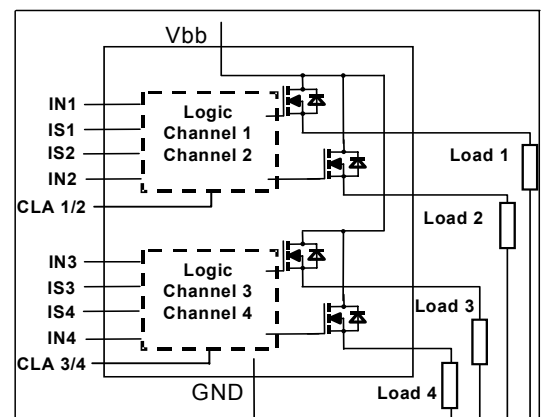 Vbb
IN1
IS1
IS2
IN2
CLA 1/2
Logic
Channel 1
Channel 2
Load 1
Load 2
IN3
IS3
IS4
IN4
CLA 3/4
Logic
Channel 3
Channel 4
Load 3
Load 4
GND